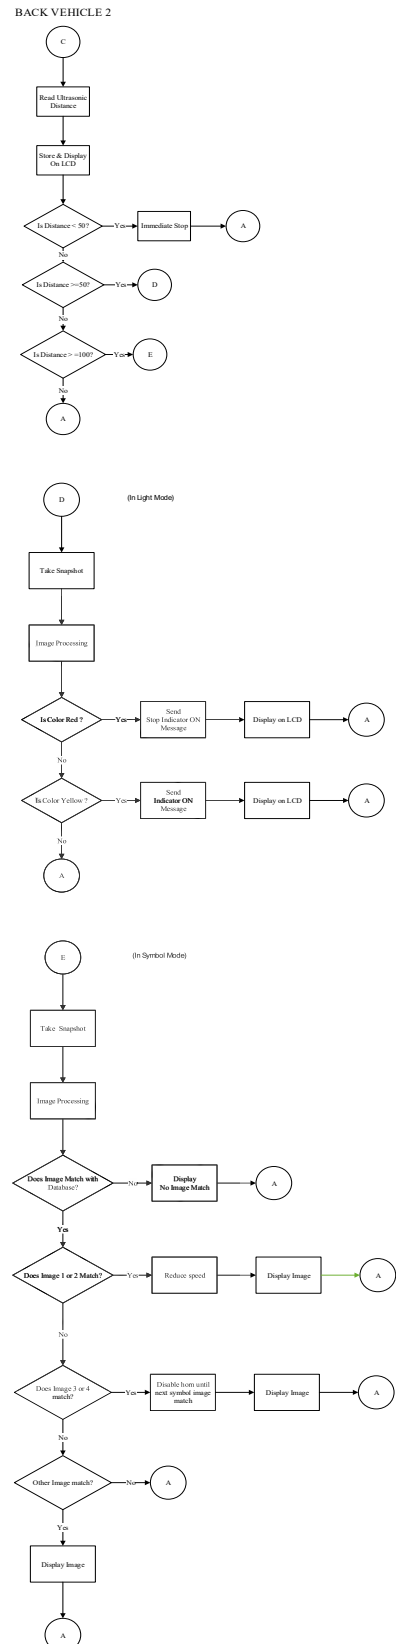 BACK VEHICLE 2
C
Read Ultrasonic
Distance
Store & Display
On LCD
Is Distance < 50?
Yes
Immediate Stop
A
No
Is Distance >=50?
Yes
D
No
Is Distance > =100?
Yes
E
No
A
D
(In Light Mode)
Take Snapshot
Image Processing
Is Color Red ?
Yes
Send
Stop Indicator ON
Message
Display on LCD
A
No
Is Color Yellow ?
Yes
Send
Indicator ON
Message
Display on LCD
A
No
A
E
(In Symbol Mode)
Take Snapshot
Image Processing
Does Image Match with
Database?
No
Display
No Image Match
A
Yes
Does Image 1 or 2 Match?
Yes
Reduce speed
Display Image
A
No
Does Image 3 or 4
match?
Yes
Disable horn until
next symbol image
match
Display Image
A
No
Other Image match?
No
A
Yes
Display Image
A